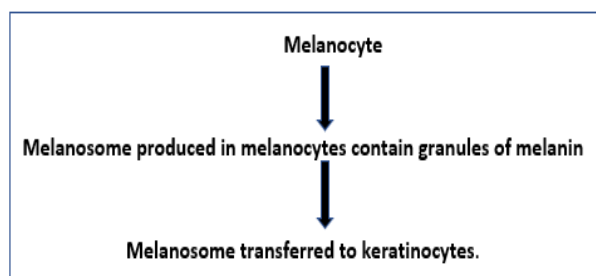 Melanocyte
Melanosome produced in melanocytes contain granules of melanin
Melanosome transferred to keratinocytes.